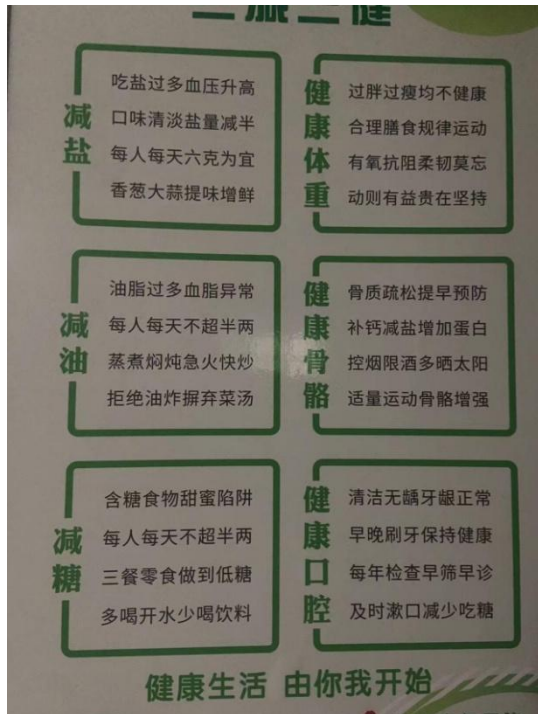 三减三健
减盐
吃盐过多血压升高
口味清淡盐量减半
每人每天六克为宜
香葱大蒜提味增鲜
健康体重
过胖过瘦均不健康
合理膳食规律运动
有氧抗阻柔韧莫忘
动则有益贵在坚持
减油
油脂过多血脂异常
每人每天不超半两
蒸煮焖炖急火快炒
拒绝油炸摒弃菜汤
健康骨骼
骨质疏松提早预防
补钙减盐增加蛋白
控烟限酒多晒太阳
适量运动骨骼增强
减糖
含糖食物甜蜜陷阱
每人每天不超半两
三餐零食做到低糖
多喝开水少喝饮料
健康口腔
清洁无龋牙龈正常
早晚刷牙保持健康
每年检查早筛早诊
及时漱口减少吃糖
健康生活 由你我开始